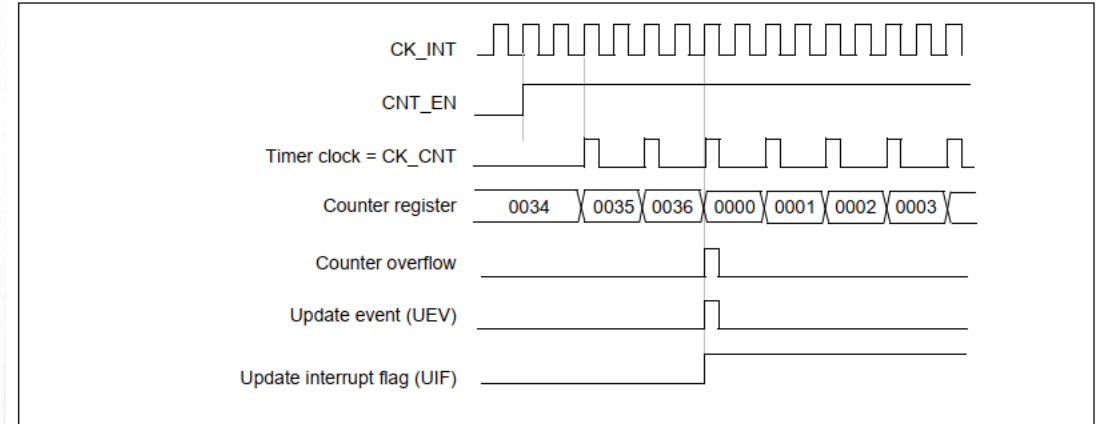 CK_INT
CNT_EN
Timer clock = CK_CNT
Counter register 0034 0035 0036 0000 0001 0002 0003
Counter overflow
Update event (UEV)
Update interrupt flag (UIF)